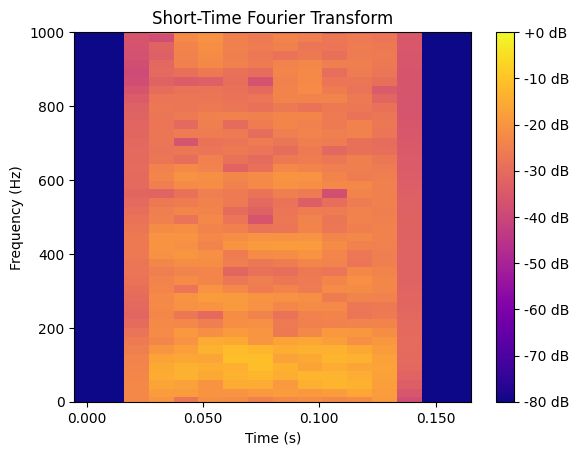 Short-Time Fourier Transform
1000
800
600
400
200
0
Frequency (Hz)
0.000
0.050
0.100
0.150
Time (s)
+0 dB
-10 dB
-20 dB
-30 dB
-40 dB
-50 dB
-60 dB
-70 dB
-80 dB